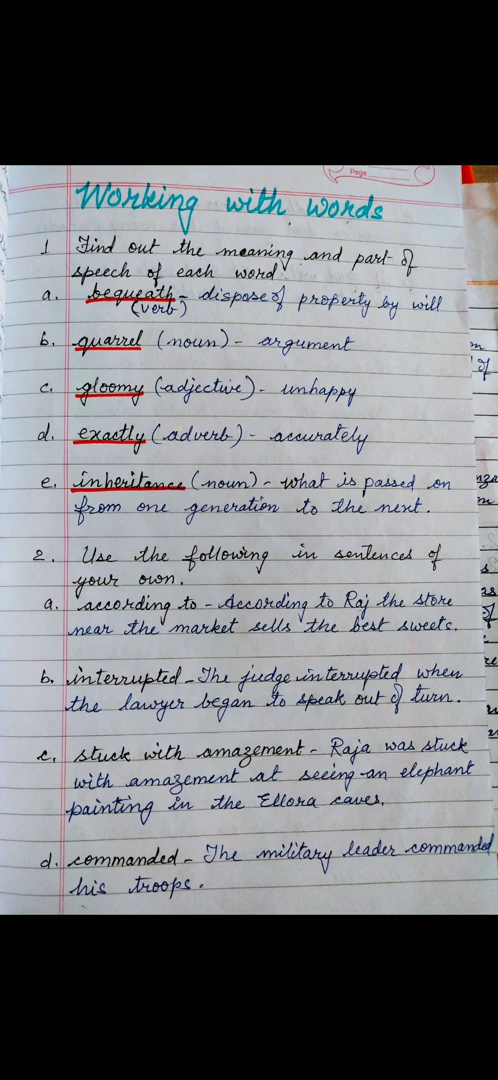 Page
Working with words
1 Find out the meaning and part of
speech of each word
a. bequeath - dispose of property by will
(verb)
b. quarrel (noun) - argument
c. gloomy (adjective) - unhappy
d. exactly (adverb) - accurately
e. inheritance (noun) - what is passed on
from one generation to the next.
2. Use the following in sentences of
your own.
a. according to - According to Raj the store
near the market sells the best sweets.
b. interrupted - The judge interrupted when
the lawyer began to speak out of turn.
c. stuck with amazement - Raja was stuck
with amazement at seeing an elephant
painting in the Ellora caves.
d. commanded - The military leader commanded
his troops.